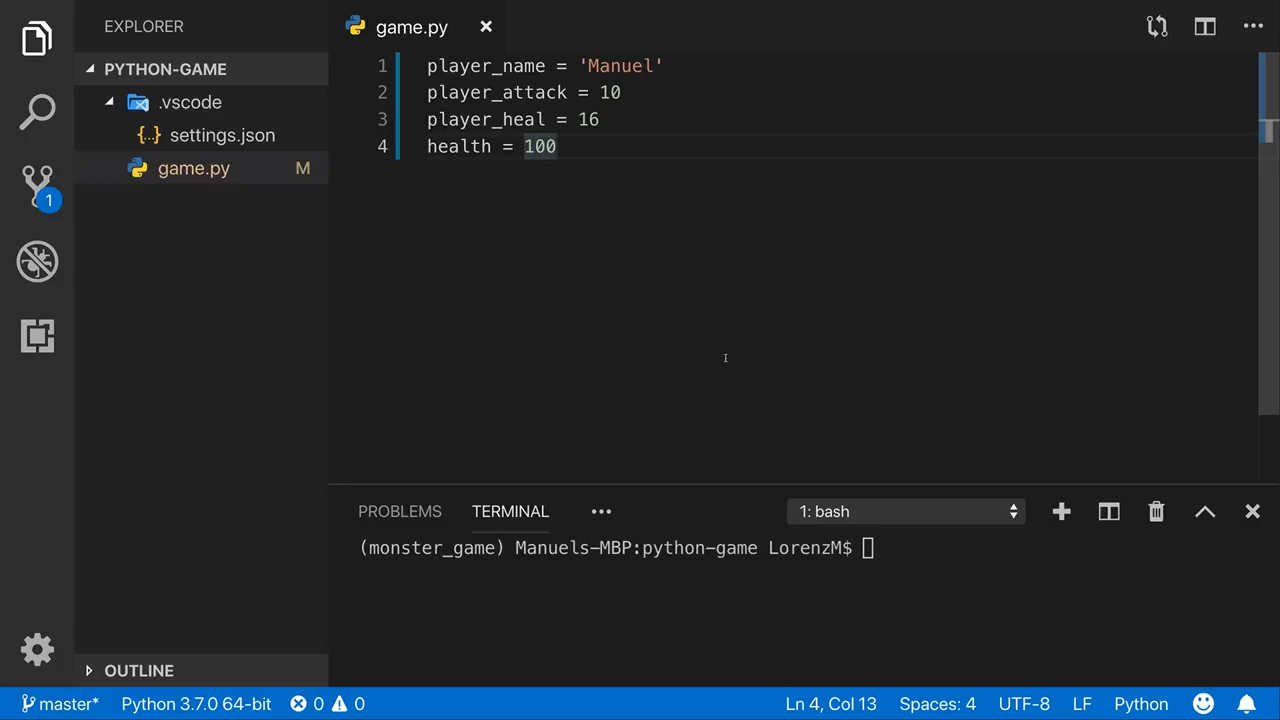 EXPLORER
PYTHON-GAME
.vscode
{..} settings.json
game.py M
1
game.py
1 player_name = 'Manuel'
2 player_attack = 10
3 player_heal = 16
4 health = 100
PROBLEMS TERMINAL ••• 1: bash
(monster_game) Manuels-MBP:python-game LorenzM$
OUTLINE
master* Python 3.7.0 64-bit 0 0 Ln 4, Col 13 Spaces: 4 UTF-8 LF Python